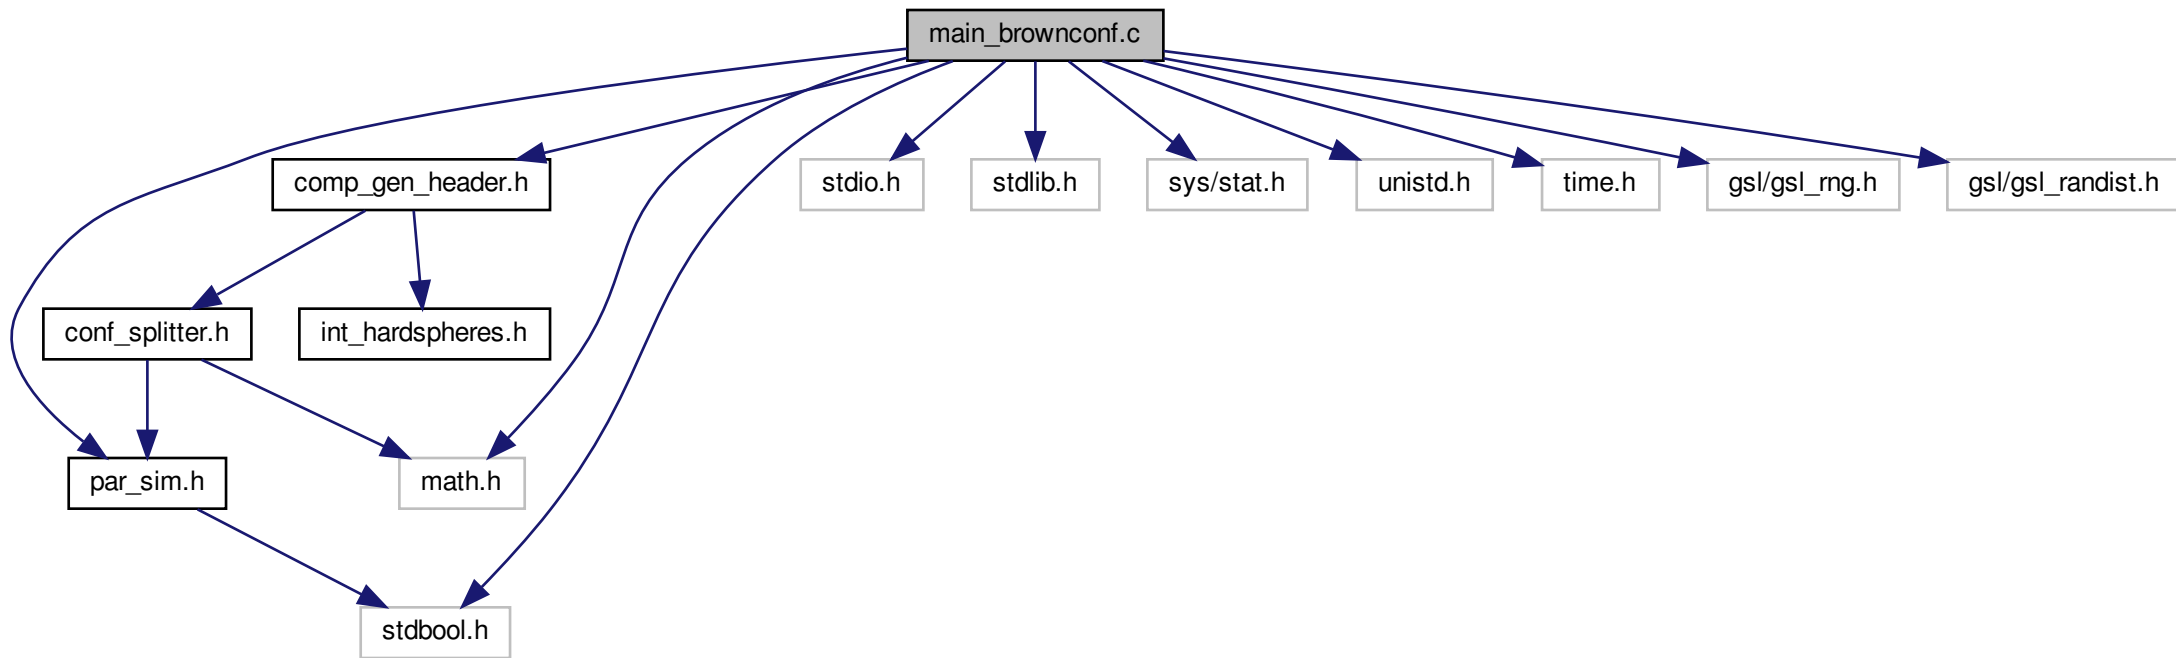 main_brownconf.c
comp_gen_header.h
stdio.h
stdlib.h
sys/stat.h
unistd.h
time.h
gsl/gsl_rng.h
gsl/gsl_randist.h
conf_splitter.h
int_hardspheres.h
par_sim.h
math.h
stdbool.h